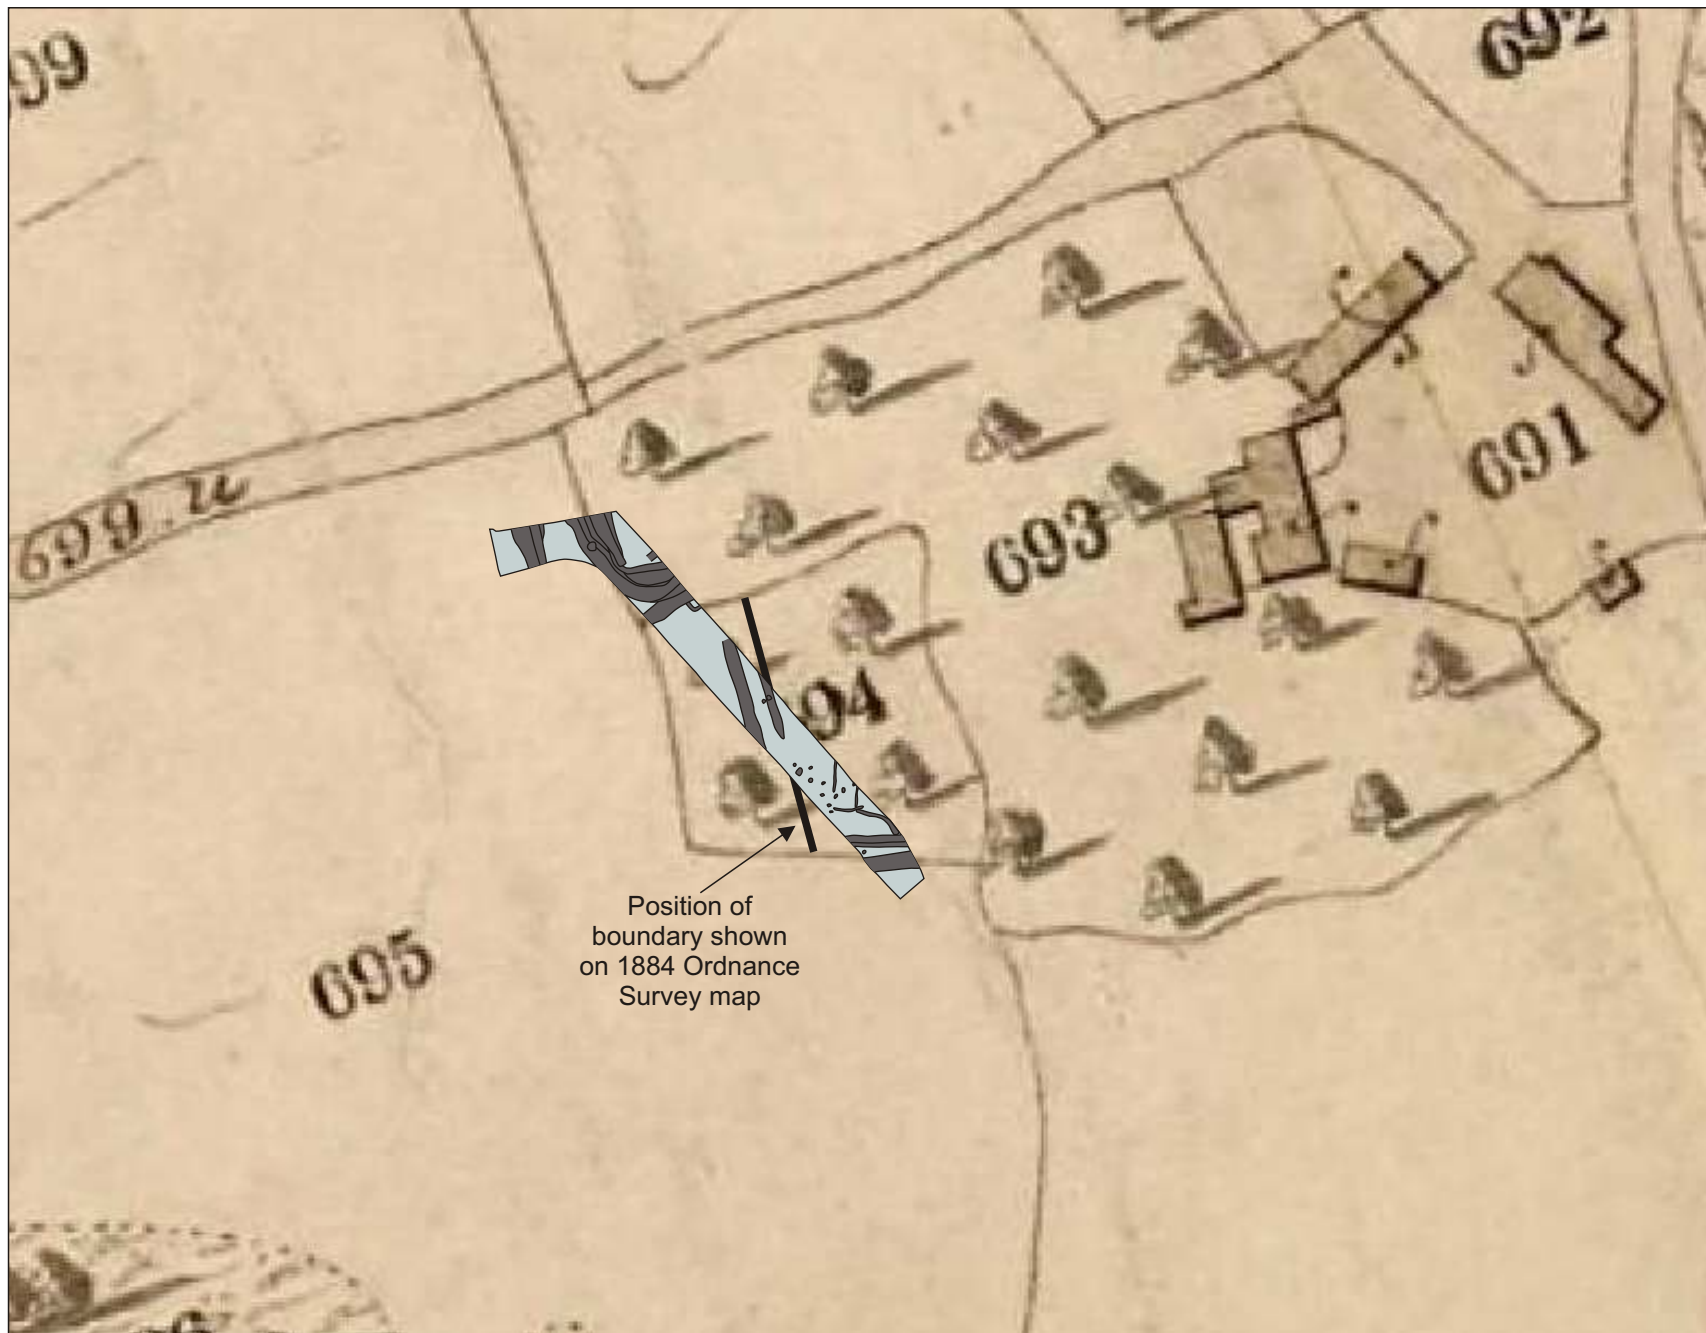 692
99
691
699.a
693
94
Position of
boundary shown
on 1884 Ordnance
Survey map
695